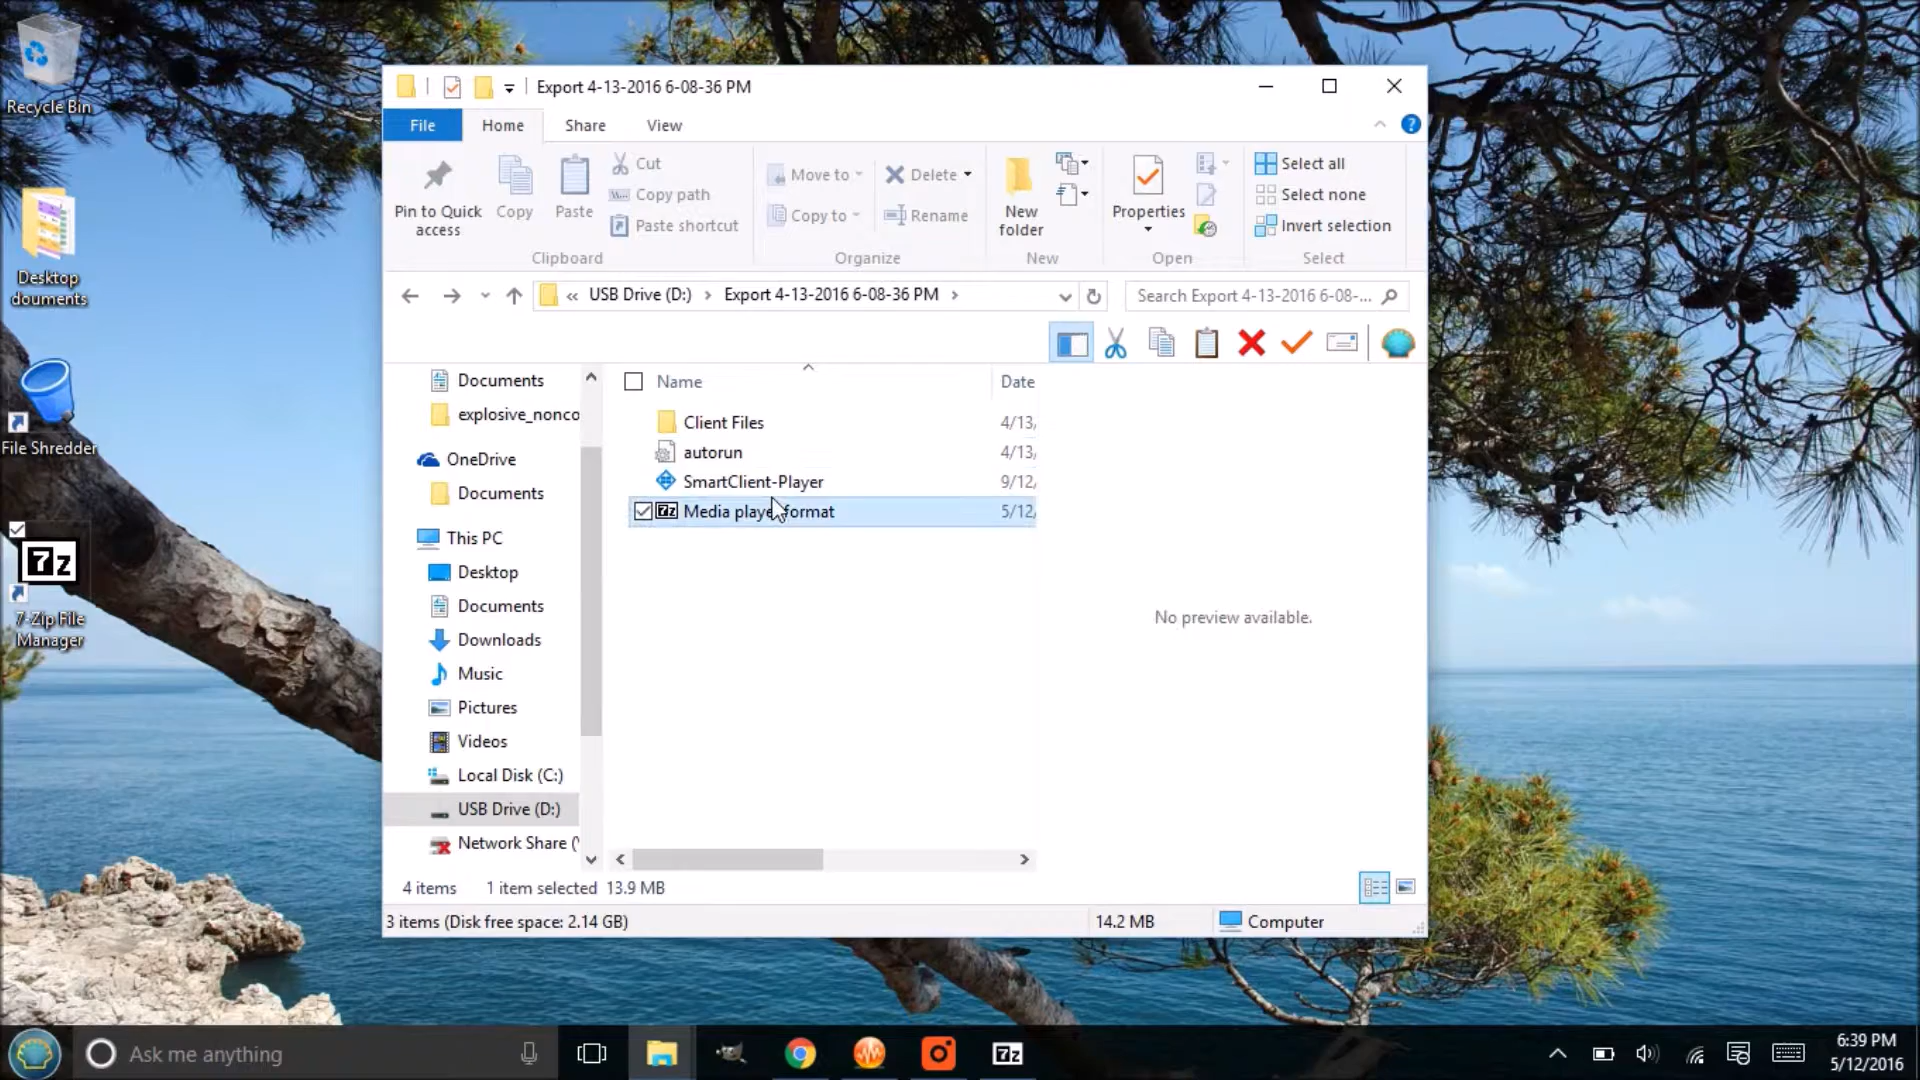 Recycle Bin
Desktop
douments
File Shredder
7z
7-Zip File
Manager
Export 4-13-2016 6-08-36 PM
File
Home
Share
View
?
Pin to Quick
access
Copy
Paste
Cut
Copy path
Paste shortcut
Clipboard
Move to
Copy to
Delete
Rename
Organize
New
folder
New
Properties
Open
Select all
Select none
Invert selection
Select
« USB Drive (D:) › Export 4-13-2016 6-08-36 PM ›
Search Export 4-13-2016 6-08-...
Documents
explosive_nonco
OneDrive
Documents
This PC
Desktop
Documents
Downloads
Music
Pictures
Videos
Local Disk (C:)
USB Drive (D:)
Network Share (
Name
Date
Client Files 4/13/
autorun 4/13/
SmartClient-Player 9/12/
7z Media player format 5/12/
No preview available.
4 items 1 item selected 13.9 MB
3 items (Disk free space: 2.14 GB)
14.2 MB
Computer
Ask me anything
7z
6:39 PM
5/12/2016